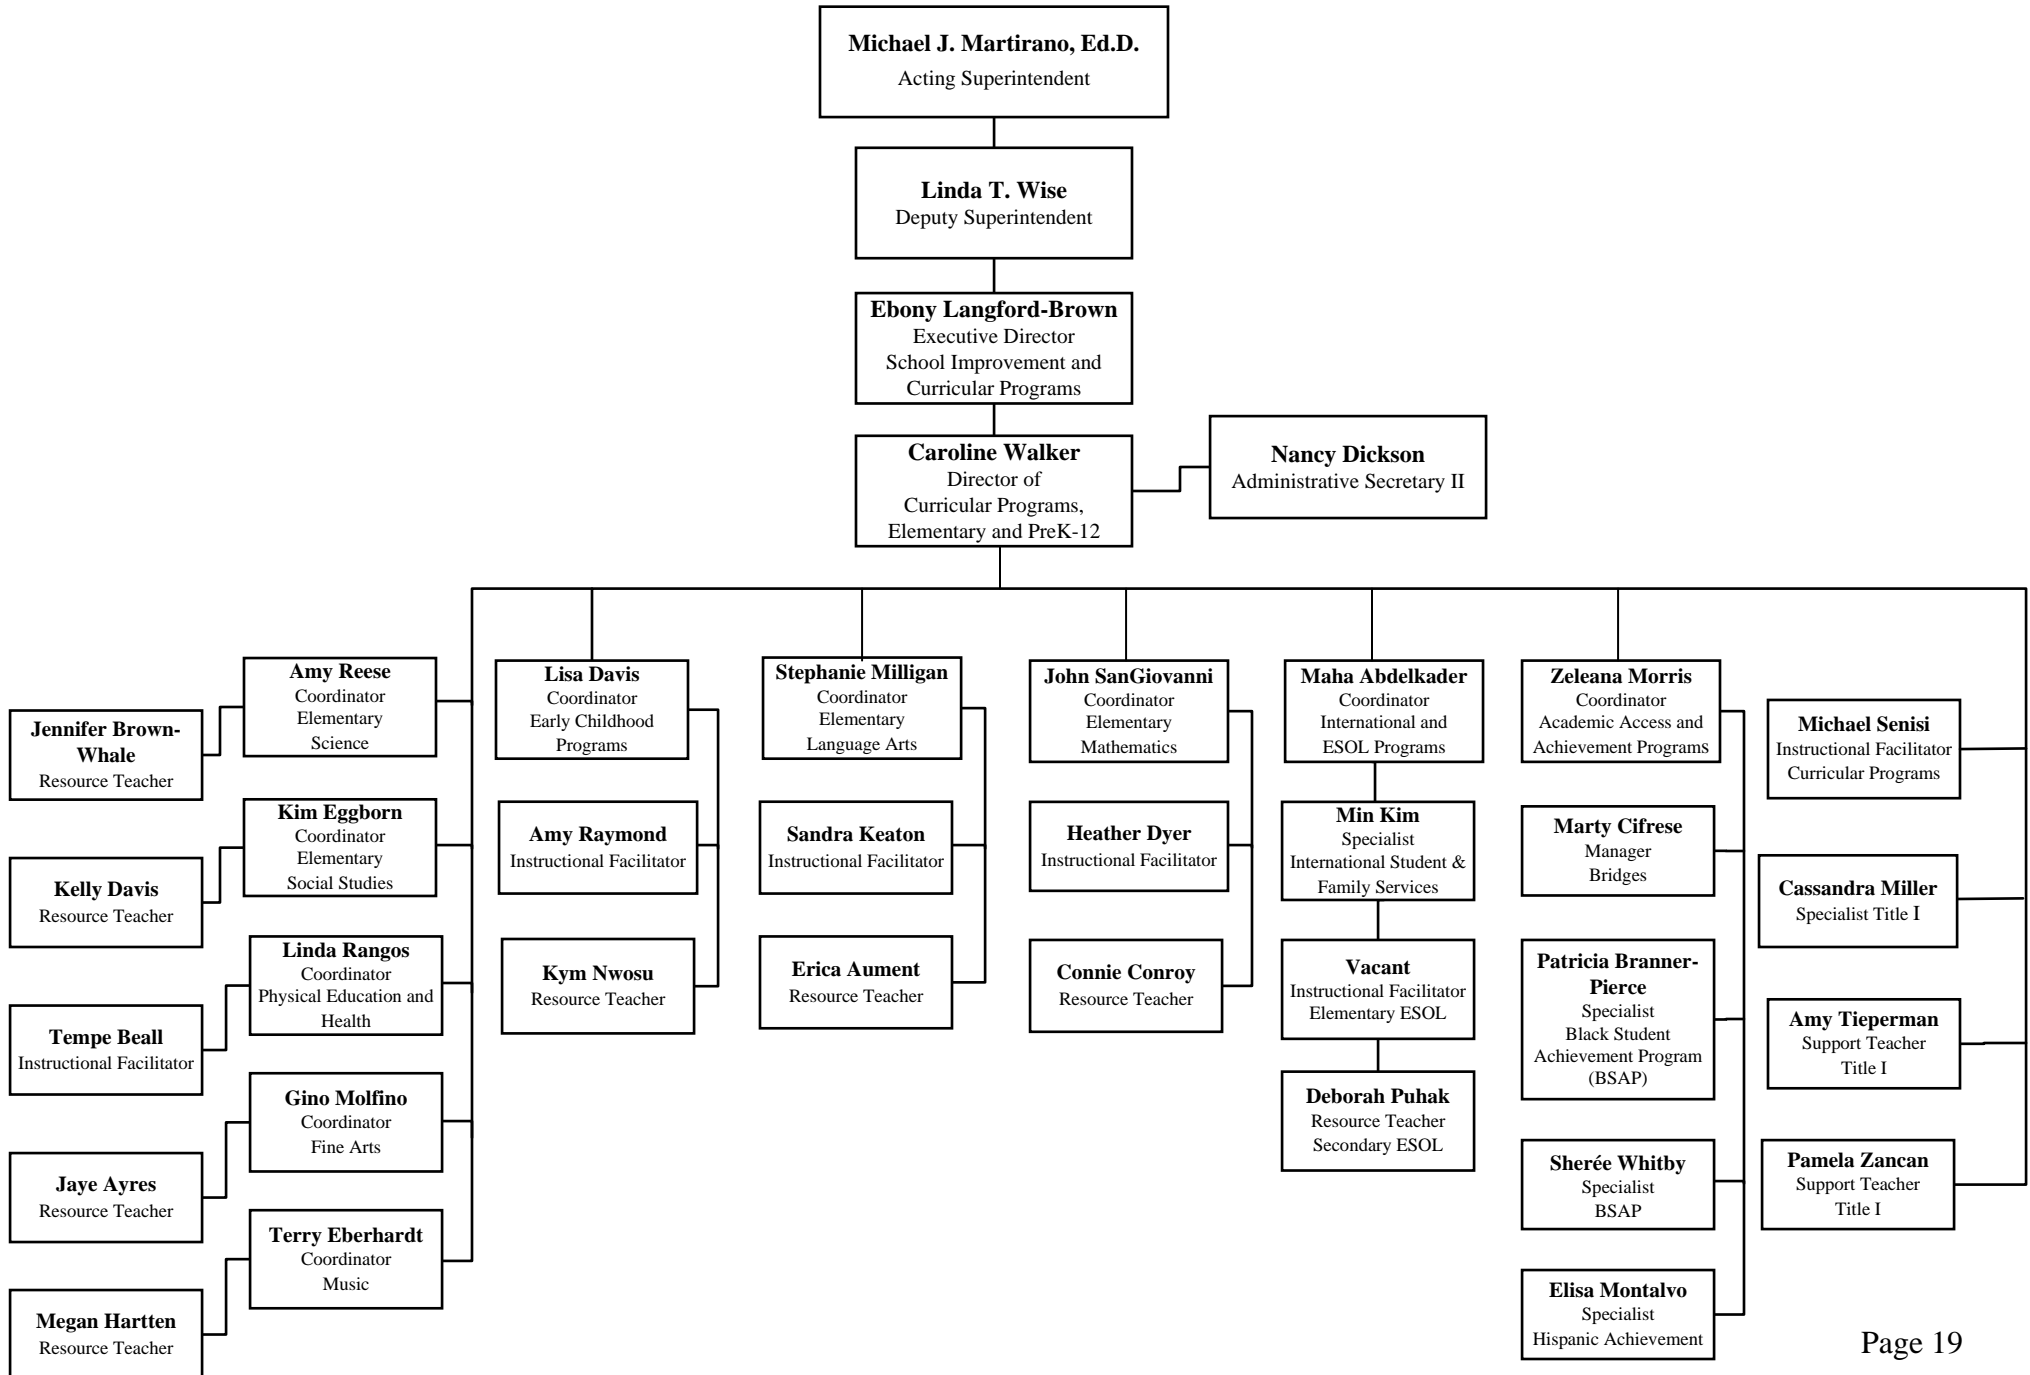 Michael J. Martirano, Ed.D.
Acting Superintendent
Linda T. Wise
Deputy Superintendent
Ebony Langford-Brown
Executive Director
School Improvement and
Curricular Programs
Caroline Walker
Director of
Curricular Programs,
Elementary and PreK-12
Nancy Dickson
Administrative Secretary II
Amy Reese
Coordinator
Elementary
Science
Jennifer Brown-
Whale
Resource Teacher
Kim Eggborn
Coordinator
Elementary
Social Studies
Kelly Davis
Resource Teacher
Linda Rangos
Coordinator
Physical Education and
Health
Tempe Beall
Instructional Facilitator
Gino Molfino
Coordinator
Fine Arts
Jaye Ayres
Resource Teacher
Terry Eberhardt
Coordinator
Music
Megan Hartten
Resource Teacher
Lisa Davis
Coordinator
Early Childhood
Programs
Amy Raymond
Instructional Facilitator
Kym Nwosu
Resource Teacher
Stephanie Milligan
Coordinator
Elementary
Language Arts
Sandra Keaton
Instructional Facilitator
Erica Aument
Resource Teacher
John SanGiovanni
Coordinator
Elementary
Mathematics
Heather Dyer
Instructional Facilitator
Connie Conroy
Resource Teacher
Maha Abdelkader
Coordinator
International and
ESOL Programs
Min Kim
Specialist
International Student &
Family Services
Vacant
Instructional Facilitator
Elementary ESOL
Deborah Puhak
Resource Teacher
Secondary ESOL
Zeleana Morris
Coordinator
Academic Access and
Achievement Programs
Marty Cifrese
Manager
Bridges
Patricia Branner-
Pierce
Specialist
Black Student
Achievement Program
(BSAP)
Sherée Whitby
Specialist
BSAP
Elisa Montalvo
Specialist
Hispanic Achievement
Michael Senisi
Instructional Facilitator
Curricular Programs
Cassandra Miller
Specialist Title I
Amy Tieperman
Support Teacher
Title I
Pamela Zancan
Support Teacher
Title I
Page 19